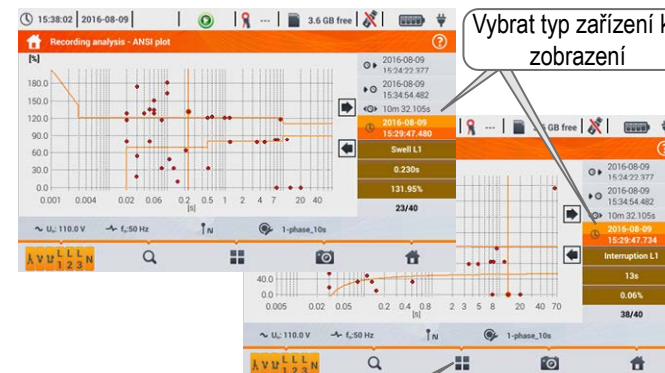 15:38:02 2016-08-09 --- 3.6 GB free
Recording analysis - ANSI plot
Vybrat typ zařízení k
zobrazení
[%]
180.0
150.0
120.0
90.0
60.0
30.0
0.0
0.001 0.004 0.02 0.05 0.2 0.5 1 2 4 7 20 40
[s]
2016-08-09
15:24:22.377
2016-08-09
15:34:54.482
10m 32.105s
2016-08-09
15:29:47.480
Swell L1
0.230s
131.95%
23/40
Uₙ: 110.0 V fₙ:50 Hz N 1-phase_10s
L L L N
1 2 3
--- GB free
2016-08-09
15:24:22.377
2016-08-09
15:34:54.482
10m 32.105s
2016-08-09
15:29:47.734
Interruption L1
13s
0.06%
38/40
40.0
0.0
0.005 0.02 0.05 0.2 0.4 0.8 2 3 5 8 20 40 70
[s]
Uₙ: 110.0 V fₙ:50 Hz N 1-phase_10s
L L L N
1 2 3